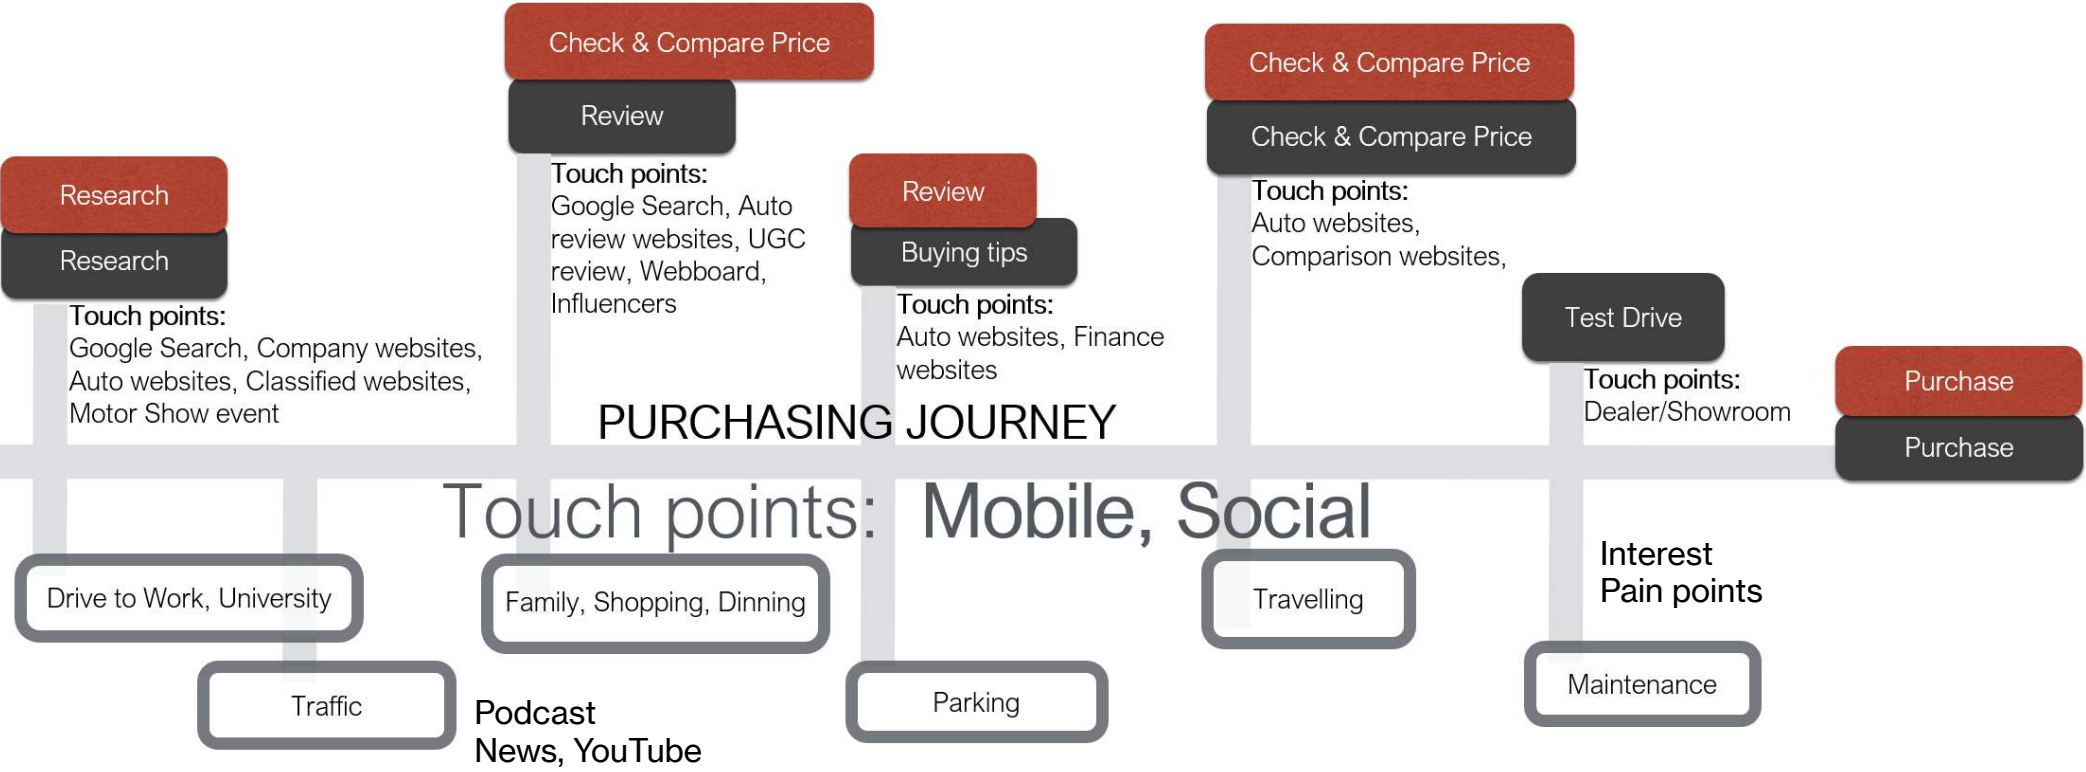 Check & Compare Price
Review
Touch points:
Google Search, Auto
review websites, UGC
review, Webboard,
Influencers
Check & Compare Price
Check & Compare Price
Touch points:
Auto websites,
Comparison websites,
Research
Research
Touch points:
Google Search, Company websites,
Auto websites, Classified websites,
Motor Show event
Review
Buying tips
Touch points:
Auto websites, Finance
websites
Test Drive
Touch points:
Dealer/Showroom
Purchase
Purchase
PURCHASING JOURNEY
Touch points: Mobile, Social
Drive to Work, University
Family, Shopping, Dinning
Travelling
Interest
Pain points
Traffic
Podcast
News, YouTube
Parking
Maintenance